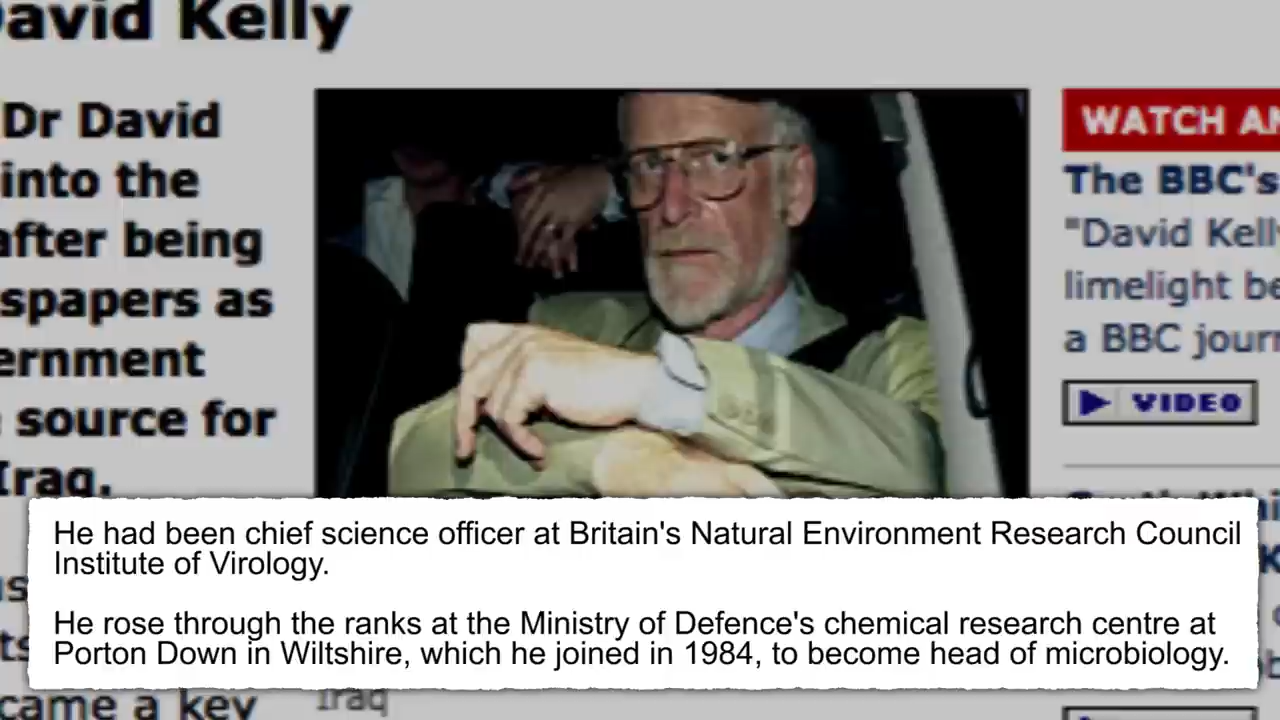 David Kelly
Dr David
into the
after being
spapers as
ernment
source for
Iraq.
WATCH AN
The BBC's
"David Kelly
limelight be
a BBC journ
VIDEO
He had been chief science officer at Britain's Natural Environment Research Council
Institute of Virology.
He rose through the ranks at the Ministry of Defence's chemical research centre at
Porton Down in Wiltshire, which he joined in 1984, to become head of microbiology.
came a key
Iraq